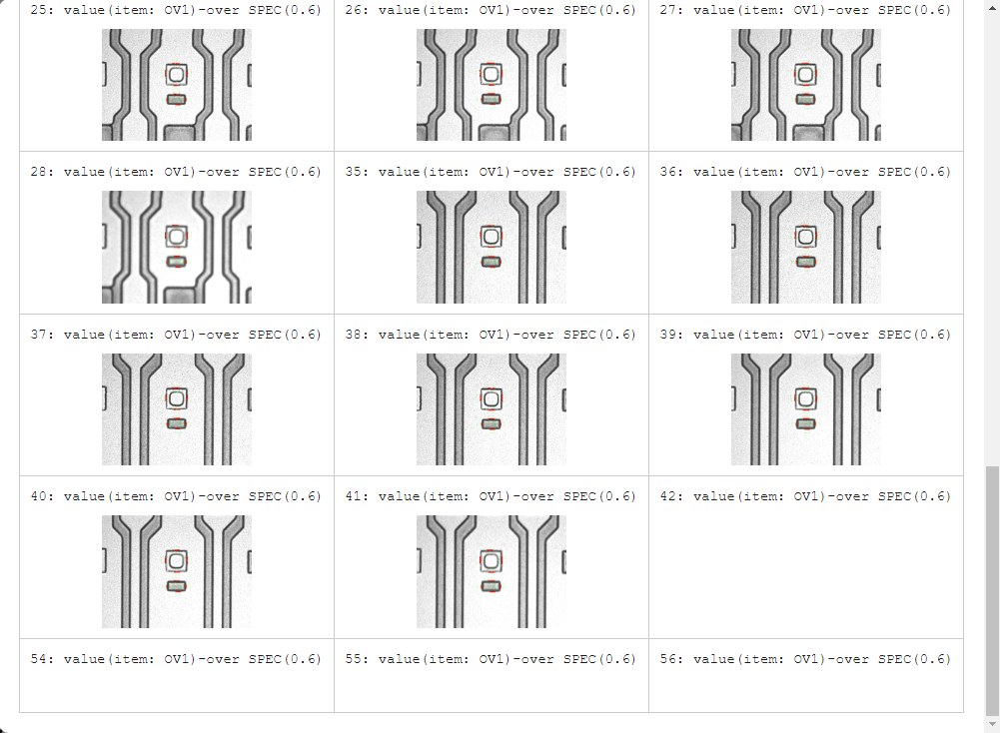 25: value(item: OV1)-over SPEC(0.6)
26: value(item: OV1)-over SPEC(0.6)
27: value(item: OV1)-over SPEC(0.6)
28: value(item: OV1)-over SPEC(0.6)
35: value(item: OV1)-over SPEC(0.6)
36: value(item: OV1)-over SPEC(0.6)
37: value(item: OV1)-over SPEC(0.6)
38: value(item: OV1)-over SPEC(0.6)
39: value(item: OV1)-over SPEC(0.6)
40: value(item: OV1)-over SPEC(0.6)
41: value(item: OV1)-over SPEC(0.6)
42: value(item: OV1)-over SPEC(0.6)
54: value(item: OV1)-over SPEC(0.6)
55: value(item: OV1)-over SPEC(0.6)
56: value(item: OV1)-over SPEC(0.6)